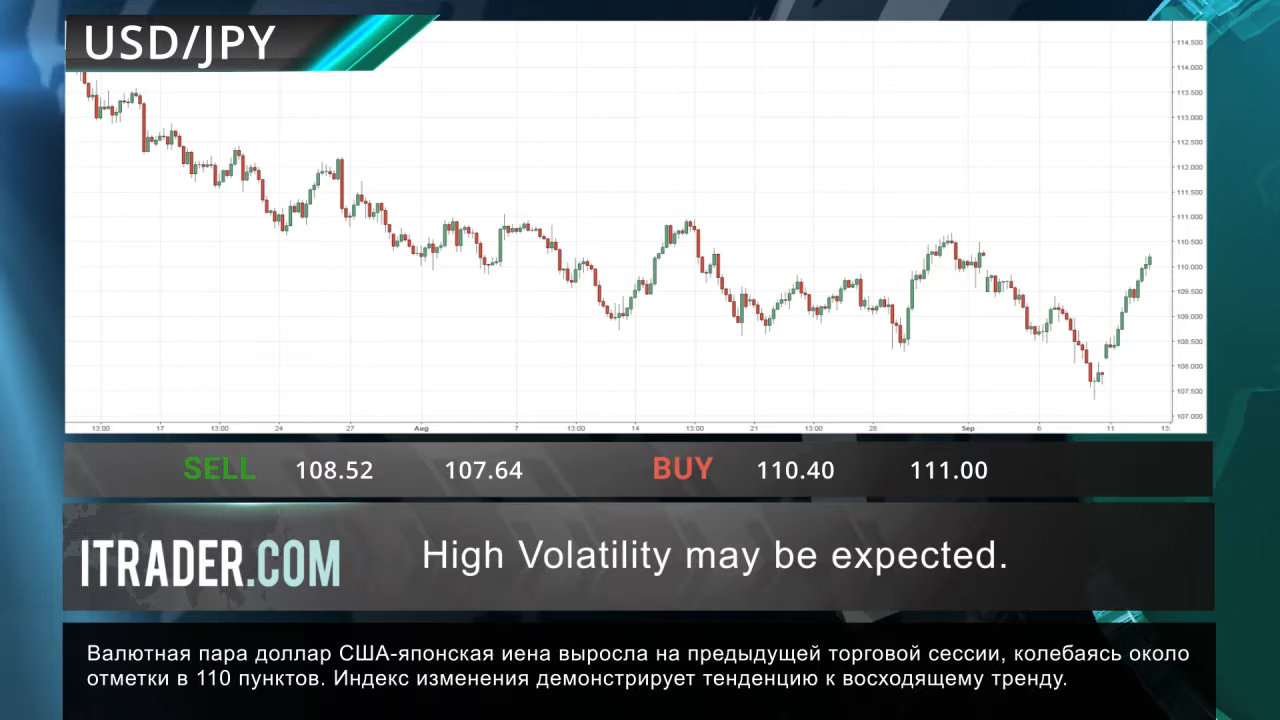 USD/JPY
114.500
114.000
113.500
113.000
112.500
112.000
111.500
111.000
110.500
110.000
109.500
109.000
108.500
108.000
107.500
107.000
13:00 17 13:00 24 27 Aug 7 13:00 14 13:00 21 13:00 28 Sep 6 11 13:
SELL 108.52 107.64 BUY 110.40 111.00
ITRADER.COM High Volatility may be expected.
Валютная пара доллар США-японская иена выросла на предыдущей торговой сессии, колебаясь около
отметки в 110 пунктов. Индекс изменения демонстрирует тенденцию к восходящему тренду.